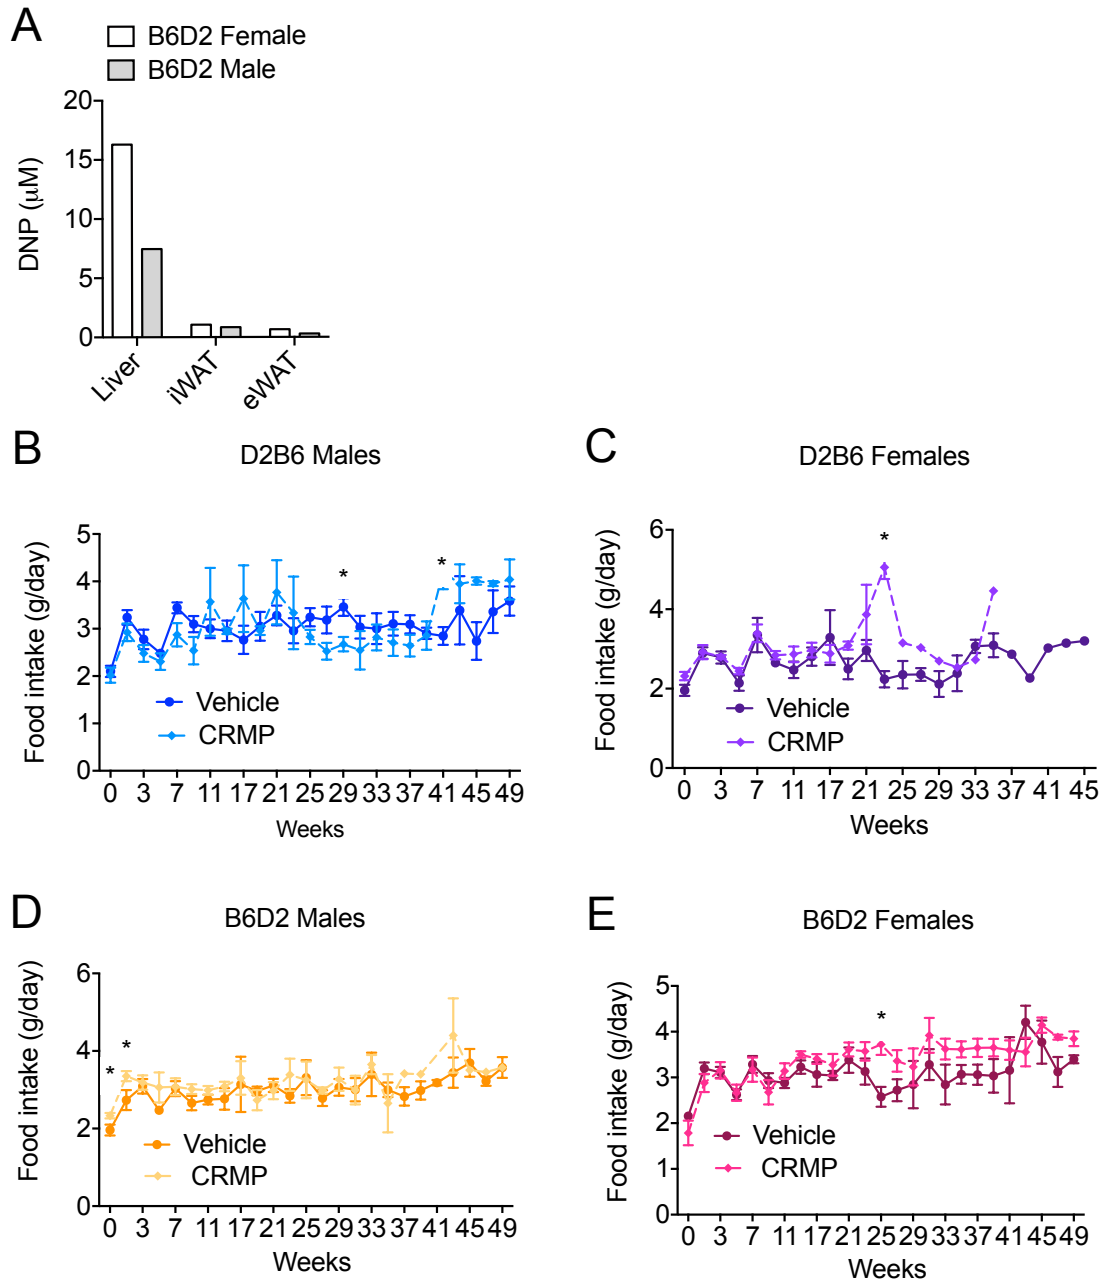 A
B6D2 Female
B6D2 Male
20
15
10
5
0
DNP (μM)
Liver
iWAT
eWAT
B
D2B6 Males
5
4
3
2
1
0
Food intake (g/day)
*
*
Vehicle
CRMP
0 3 7 11 17 21 25 29 33 37 41 45 49
Weeks
C
D2B6 Females
6
4
2
0
Food intake (g/day)
*
Vehicle
CRMP
0 3 7 11 17 21 25 29 33 37 41 45
Weeks
D
B6D2 Males
6
4
2
0
Food intake (g/day)
*
*
Vehicle
CRMP
0 3 7 11 17 21 25 29 33 37 41 45 49
Weeks
E
B6D2 Females
5
4
3
2
1
0
Food intake (g/day)
*
Vehicle
CRMP
0 3 7 11 17 21 25 29 33 37 41 45 49
Weeks